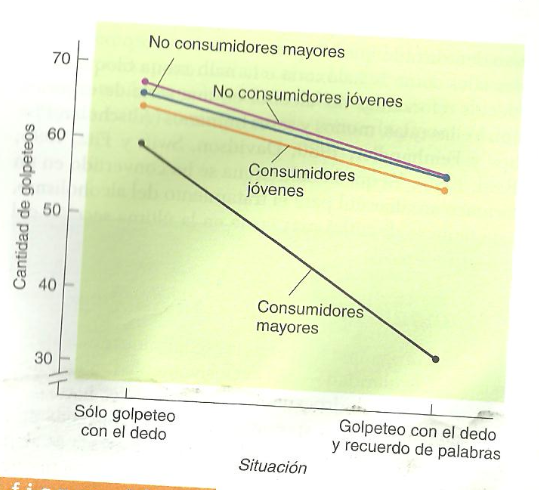 No consumidores mayores
70
No consumidores jóvenes
60
Consumidores
jóvenes
50
Cantidad de golpeteos
40
Consumidores
mayores
30
Sólo golpeteo
con el dedo
Golpeteo con el dedo
y recuerdo de palabras
Situación